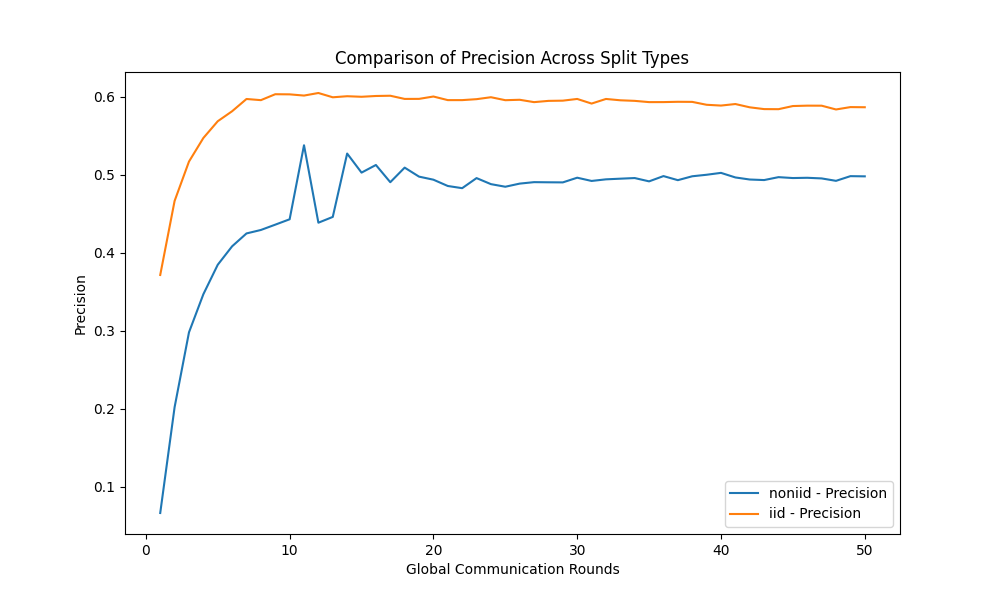 Comparison of Precision Across Split Types
Precision
0.6
0.5
0.4
0.3
0.2
0.1
0
10
20
30
40
50
Global Communication Rounds
noniid - Precision
iid - Precision